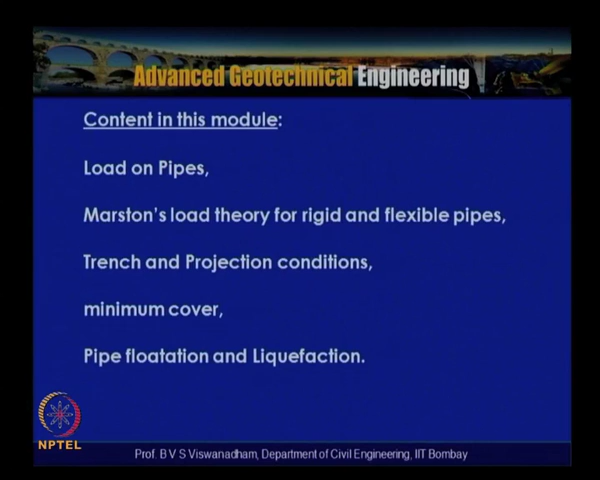 Advanced Geotechnical Engineering
Content in this module:
Load on Pipes,
Marston's load theory for rigid and flexible pipes,
Trench and Projection conditions,
minimum cover,
Pipe floatation and Liquefaction.
NPTEL
Prof. B V S Viswanadham, Department of Civil Engineering, IIT Bombay